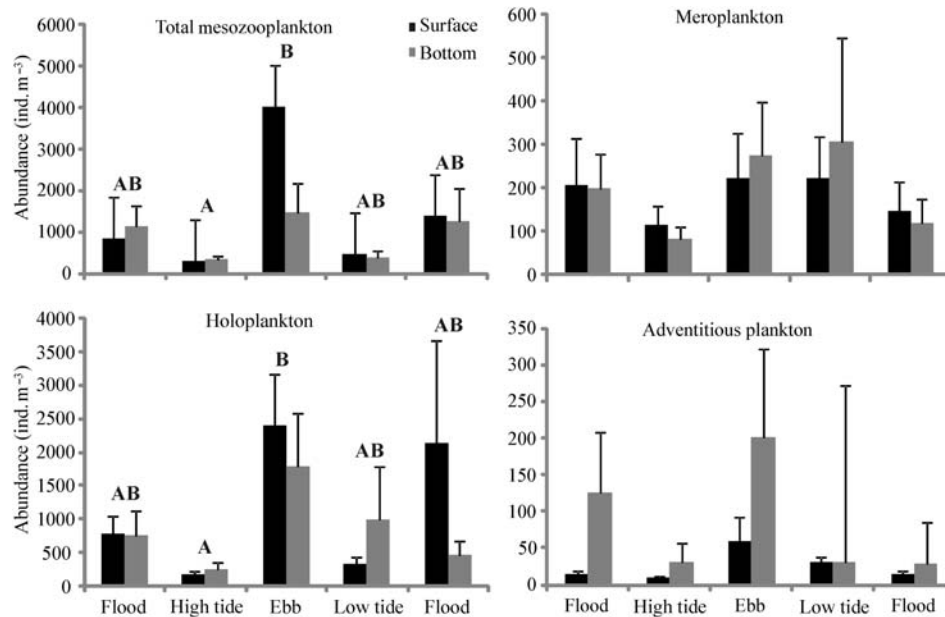 Total mesozooplankton
Surface
Bottom
Abundance (ind. m⁻³)
6000
5000
4000
3000
2000
1000
0
AB
A
B
AB
AB
Meroplankton
600
500
400
300
200
100
0
Holoplankton
Abundance (ind. m⁻³)
4000
3500
3000
2500
2000
1500
1000
500
0
AB
A
B
AB
AB
Flood High tide Ebb Low tide Flood
Adventitious plankton
350
300
250
200
150
100
50
0
Flood High tide Ebb Low tide Flood